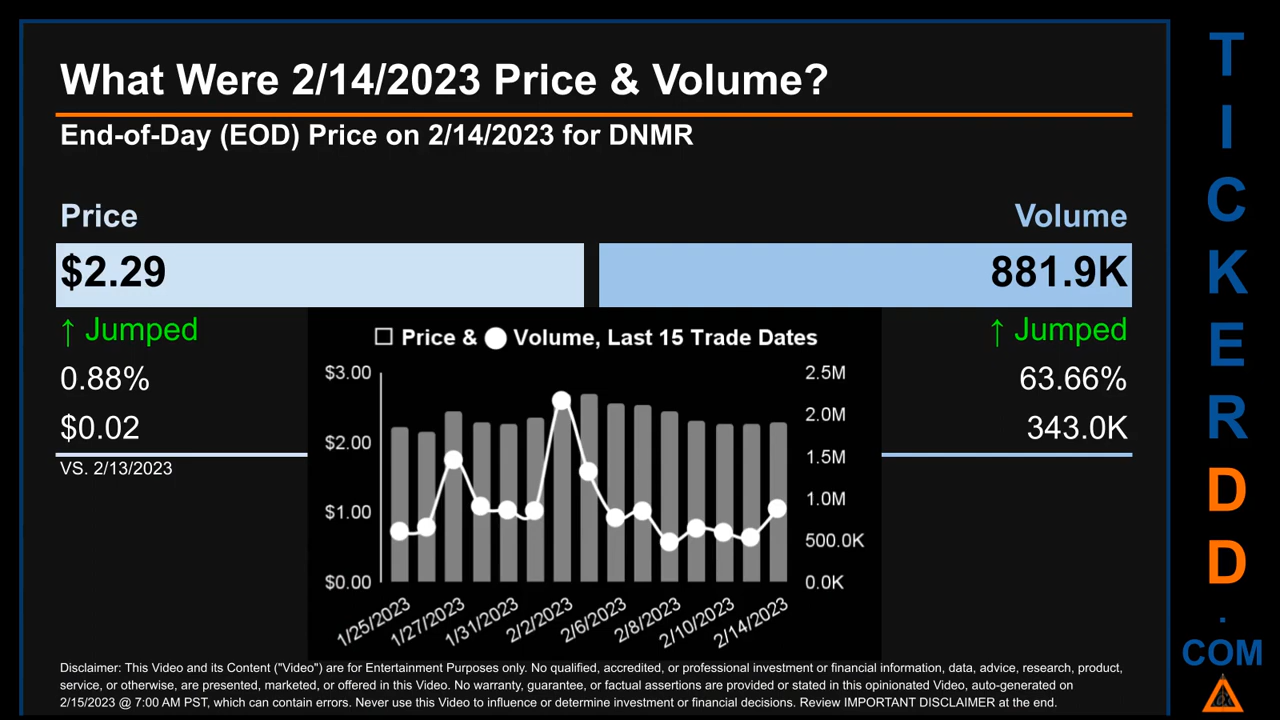 What Were 2/14/2023 Price & Volume?
End-of-Day (EOD) Price on 2/14/2023 for DNMR
Price
Volume
$2.29
881.9K
↑ Jumped
↑ Jumped
0.88%
63.66%
$0.02
343.0K
VS. 2/13/2023
Price & Volume, Last 15 Trade Dates
$3.00
$2.00
$1.00
$0.00
2.5M
2.0M
1.5M
1.0M
500.0K
0.0K
1/25/2023
1/27/2023
1/31/2023
2/2/2023
2/6/2023
2/8/2023
2/10/2023
2/14/2023
Disclaimer: This Video and its Content ("Video") are for Entertainment Purposes only. No qualified, accredited, or professional investment or financial information, data, advice, research, product,
service, or otherwise, are presented, marketed, or offered in this Video. No warranty, guarantee, or factual assertions are provided or stated in this opinionated Video, auto-generated on
2/15/2023 @ 7:00 AM PST, which can contain errors. Never use this Video to influence or determine investment or financial decisions. Review IMPORTANT DISCLAIMER at the end.
T
I
C
K
E
R
D
D
.
COM